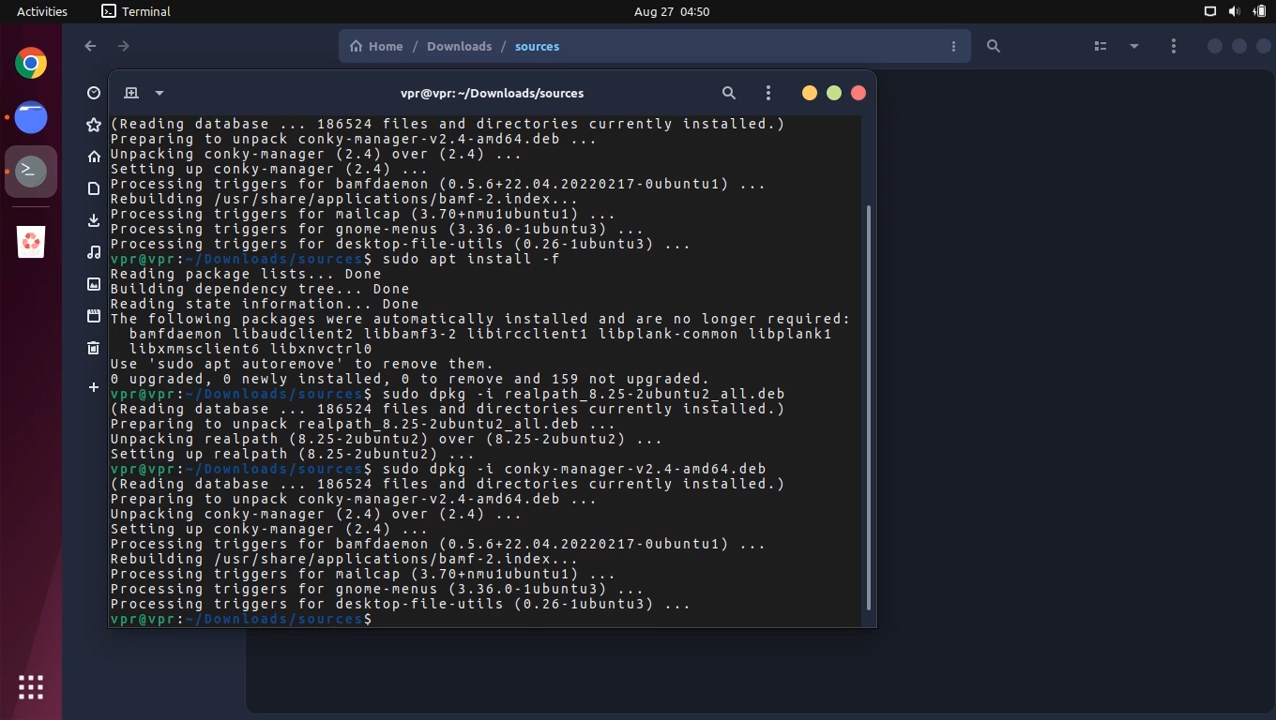 Activities
Terminal
Aug 27 04:50
Home / Downloads / sources
vpr@vpr:~/Downloads/sources
(Reading database ... 186524 files and directories currently installed.)
Preparing to unpack conky-manager-v2.4-amd64.deb ...
Unpacking conky-manager (2.4) over (2.4) ...
Setting up conky-manager (2.4) ...
Processing triggers for bamfdaemon (0.5.6+22.04.20220217-0ubuntu1) ...
Rebuilding /usr/share/applications/bamf-2.index...
Processing triggers for mailcap (3.70+nmu1ubuntu1) ...
Processing triggers for gnome-menus (3.36.0-1ubuntu3) ...
Processing triggers for desktop-file-utils (0.26-1ubuntu3) ...
vpr@vpr:~/Downloads/sources$ sudo apt install -f
Reading package lists... Done
Building dependency tree... Done
Reading state information... Done
The following packages were automatically installed and are no longer required:
bamfdaemon libaudclient2 libbamf3-2 libircclient1 libplank-common libplank1
libxmmsclient6 libxnvctrl0
Use 'sudo apt autoremove' to remove them.
0 upgraded, 0 newly installed, 0 to remove and 159 not upgraded.
vpr@vpr:~/Downloads/sources$ sudo dpkg -i realpath_8.25-2ubuntu2_all.deb
(Reading database ... 186524 files and directories currently installed.)
Preparing to unpack realpath_8.25-2ubuntu2_all.deb ...
Unpacking realpath (8.25-2ubuntu2) over (8.25-2ubuntu2) ...
Setting up realpath (8.25-2ubuntu2) ...
vpr@vpr:~/Downloads/sources$ sudo dpkg -i conky-manager-v2.4-amd64.deb
(Reading database ... 186524 files and directories currently installed.)
Preparing to unpack conky-manager-v2.4-amd64.deb ...
Unpacking conky-manager (2.4) over (2.4) ...
Setting up conky-manager (2.4) ...
Processing triggers for bamfdaemon (0.5.6+22.04.20220217-0ubuntu1) ...
Rebuilding /usr/share/applications/bamf-2.index...
Processing triggers for mailcap (3.70+nmu1ubuntu1) ...
Processing triggers for gnome-menus (3.36.0-1ubuntu3) ...
Processing triggers for desktop-file-utils (0.26-1ubuntu3) ...
vpr@vpr:~/Downloads/sources$